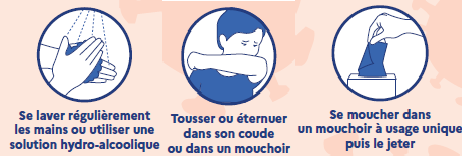 Se laver régulièrement
les mains ou utiliser une
solution hydro-alcoolique
Tousser ou éternuer
dans son coude
ou dans un mouchoir
Se moucher dans
un mouchoir à usage unique
puis le jeter